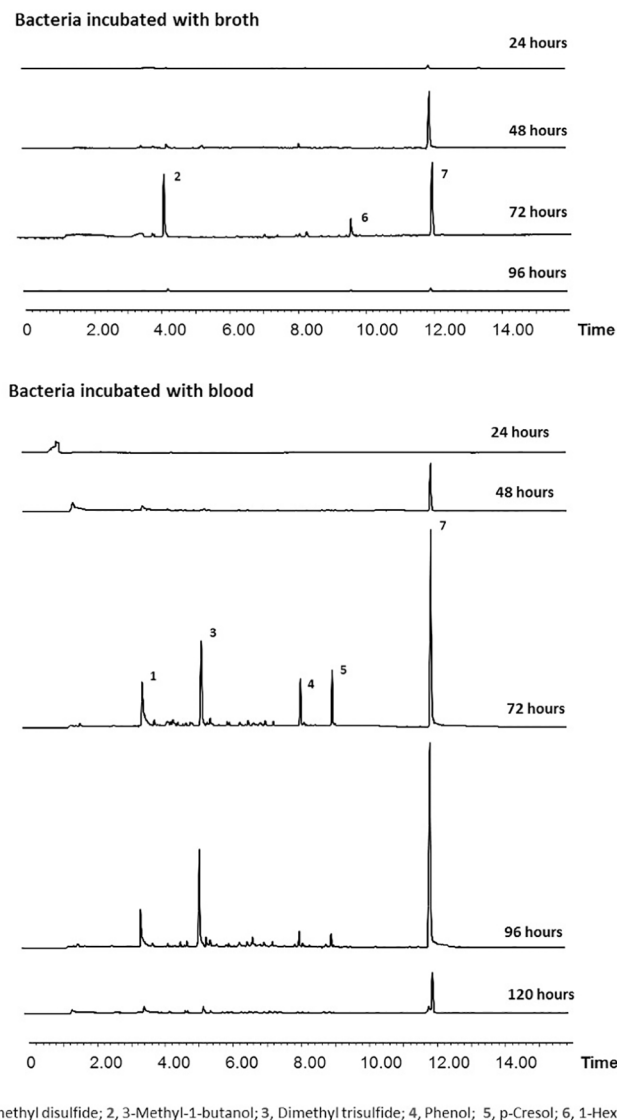 Bacteria incubated with broth
24 hours
48 hours
2
7
6
72 hours
96 hours
0 2.00 4.00 6.00 8.00 10.00 12.00 14.00 Time
Bacteria incubated with blood
24 hours
48 hours
7
3
1
5
4
72 hours
96 hours
120 hours
0 2.00 4.00 6.00 8.00 10.00 12.00 14.00 Time
methyl disulfide; 2, 3-Methyl-1-butanol; 3, Dimethyl trisulfide; 4, Phenol; 5, p-Cresol; 6, 1-Hex